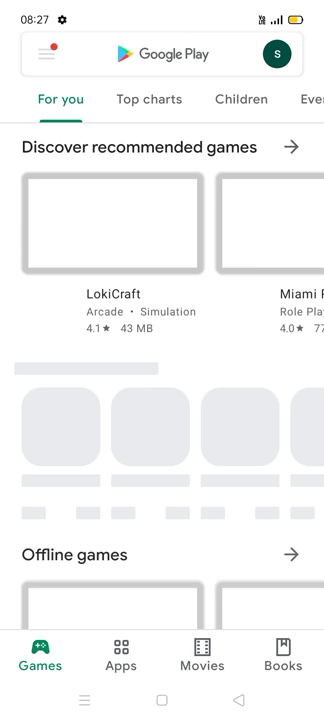 08:27
Google Play
S
For you Top charts Children Eve
Discover recommended games
LokiCraft
Arcade • Simulation
4.1★ 43 MB
Miami
Role Pla
4.0★ 77
Offline games
Games Apps Movies Books